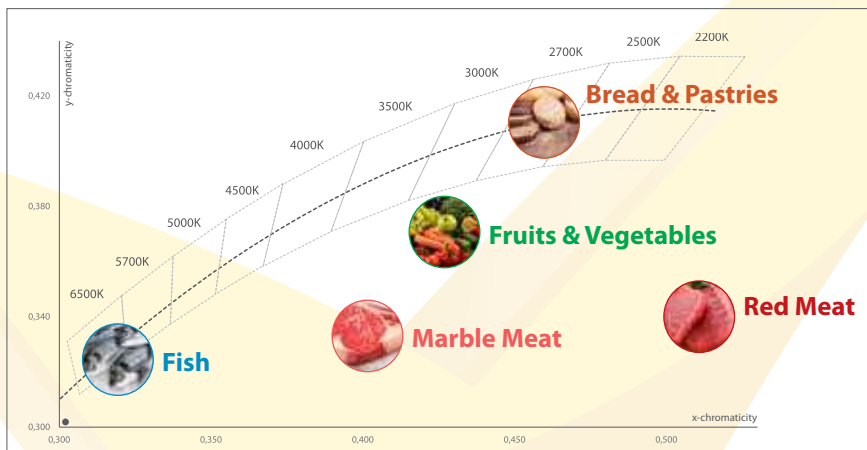 2200K
2500K
2700K
3000K
3500K
4000K
4500K
5000K
5700K
6500K
y-chromaticity
0,420
0,380
0,340
0,300
Bread & Pastries
Fruits & Vegetables
Red Meat
Marble Meat
Fish
x-chromaticity
0,300
0,350
0,400
0,450
0,500